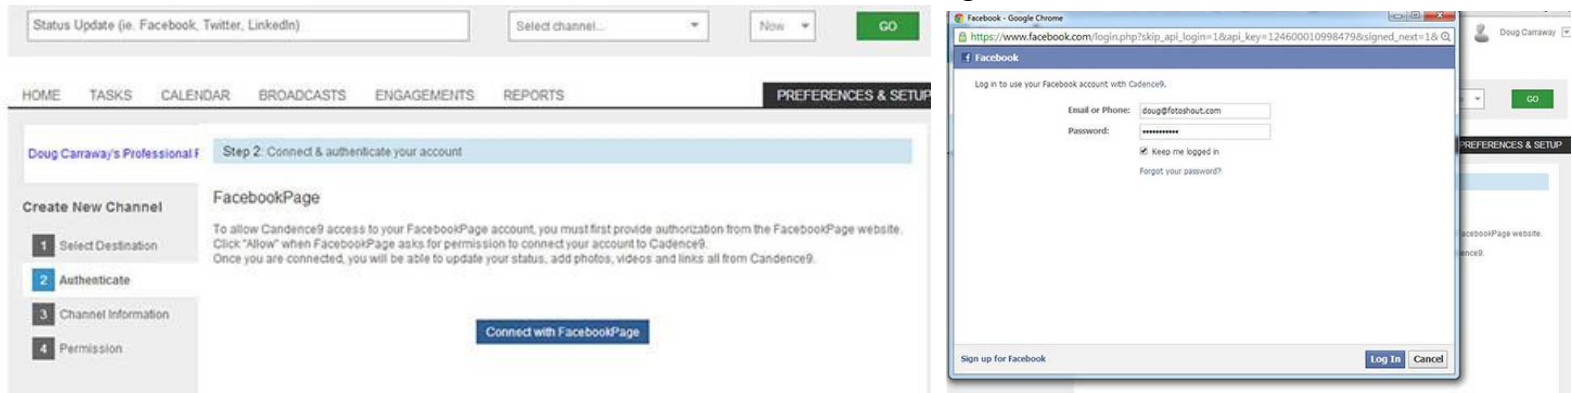 Status Update (ie. Facebook, Twitter, LinkedIn)
Select channel...
Now
GO
HOME TASKS CALENDAR BROADCASTS ENGAGEMENTS REPORTS
PREFERENCES & SETUP
Doug Carraway's Professional F
Step 2: Connect & authenticate your account
Create New Channel
1 Select Destination
2 Authenticate
3 Channel Information
4 Permission
FacebookPage
To allow Candence9 access to your FacebookPage account, you must first provide authorization from the FacebookPage website.
Click "Allow" when FacebookPage asks for permission to connect your account to Cadence9.
Once you are connected, you will be able to update your status, add photos, videos and links all from Candence9.
Connect with FacebookPage
Facebook - Google Chrome
https://www.facebook.com/login.php?skip_api_login=1&api_key=124600010998479&signed_next=1&
Facebook
Log in to use your Facebook account with Cadence9.
Email or Phone: doug@fotoshout.com
Password:
Keep me logged in
Forgot your password?
Sign up for Facebook
Log In Cancel
Doug Carraway
GO
PREFERENCES & SETUP
FacebookPage website.
ence9.